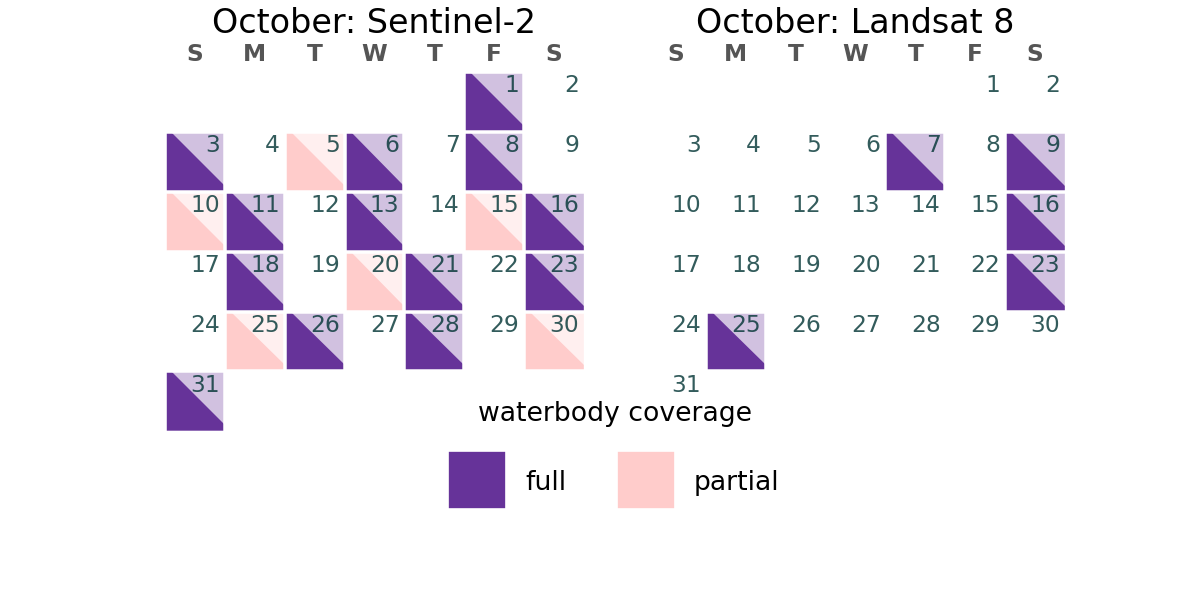 October: Sentinel-2
S M T W T F S
1 2
3 4 5 6 7 8 9
10 11 12 13 14 15 16
17 18 19 20 21 22 23
24 25 26 27 28 29 30
31
October: Landsat 8
S M T W T F S
1 2
3 4 5 6 7 8 9
10 11 12 13 14 15 16
17 18 19 20 21 22 23
24 25 26 27 28 29 30
31
waterbody coverage
full partial